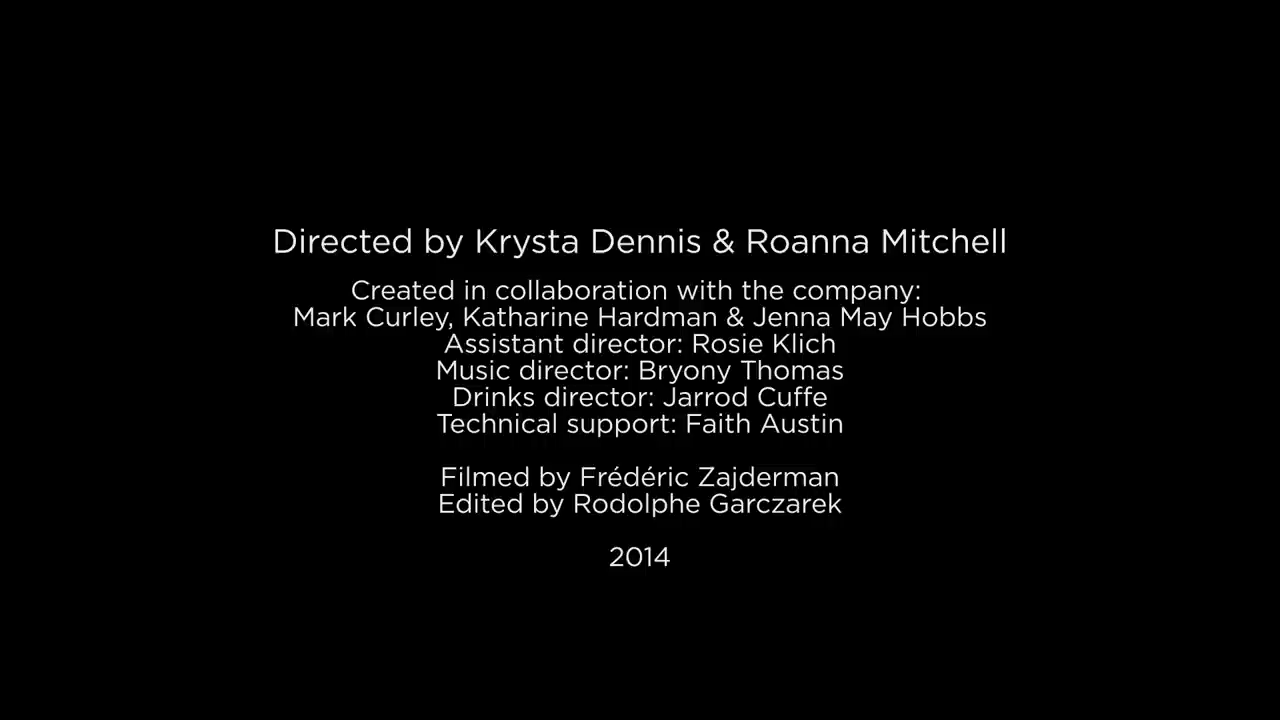 Directed by Krysta Dennis & Roanna Mitchell
Created in collaboration with the company:
Mark Curley, Katharine Hardman & Jenna May Hobbs
Assistant director: Rosie Klich
Music director: Bryony Thomas
Drinks director: Jarrod Cuffe
Technical support: Faith Austin
Filmed by Frédéric Zajderman
Edited by Rodolphe Garczarek
2014